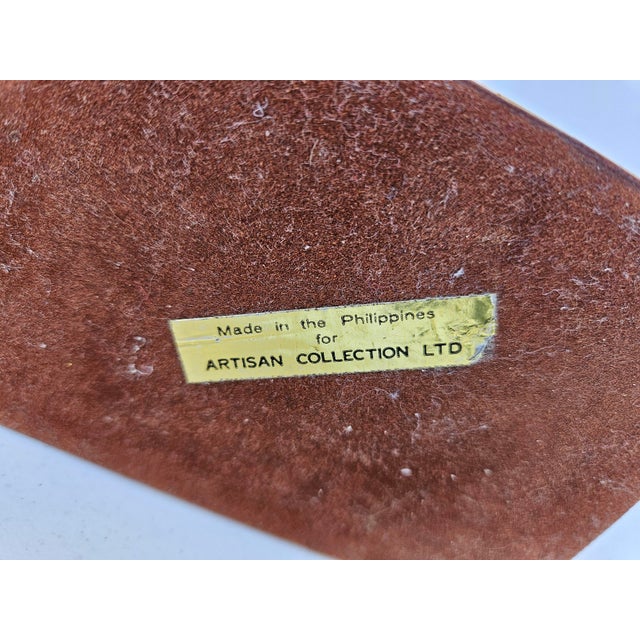 Made in the Philippines
for
ARTISAN COLLECTION LTD